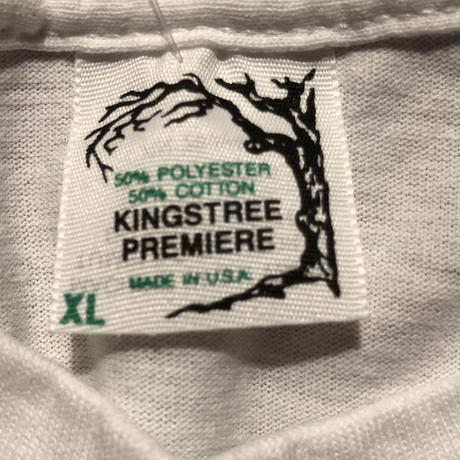 50% POLYESTER
50% COTTON
KINGSTREE
PREMIERE
MADE IN U.S.A.
XL